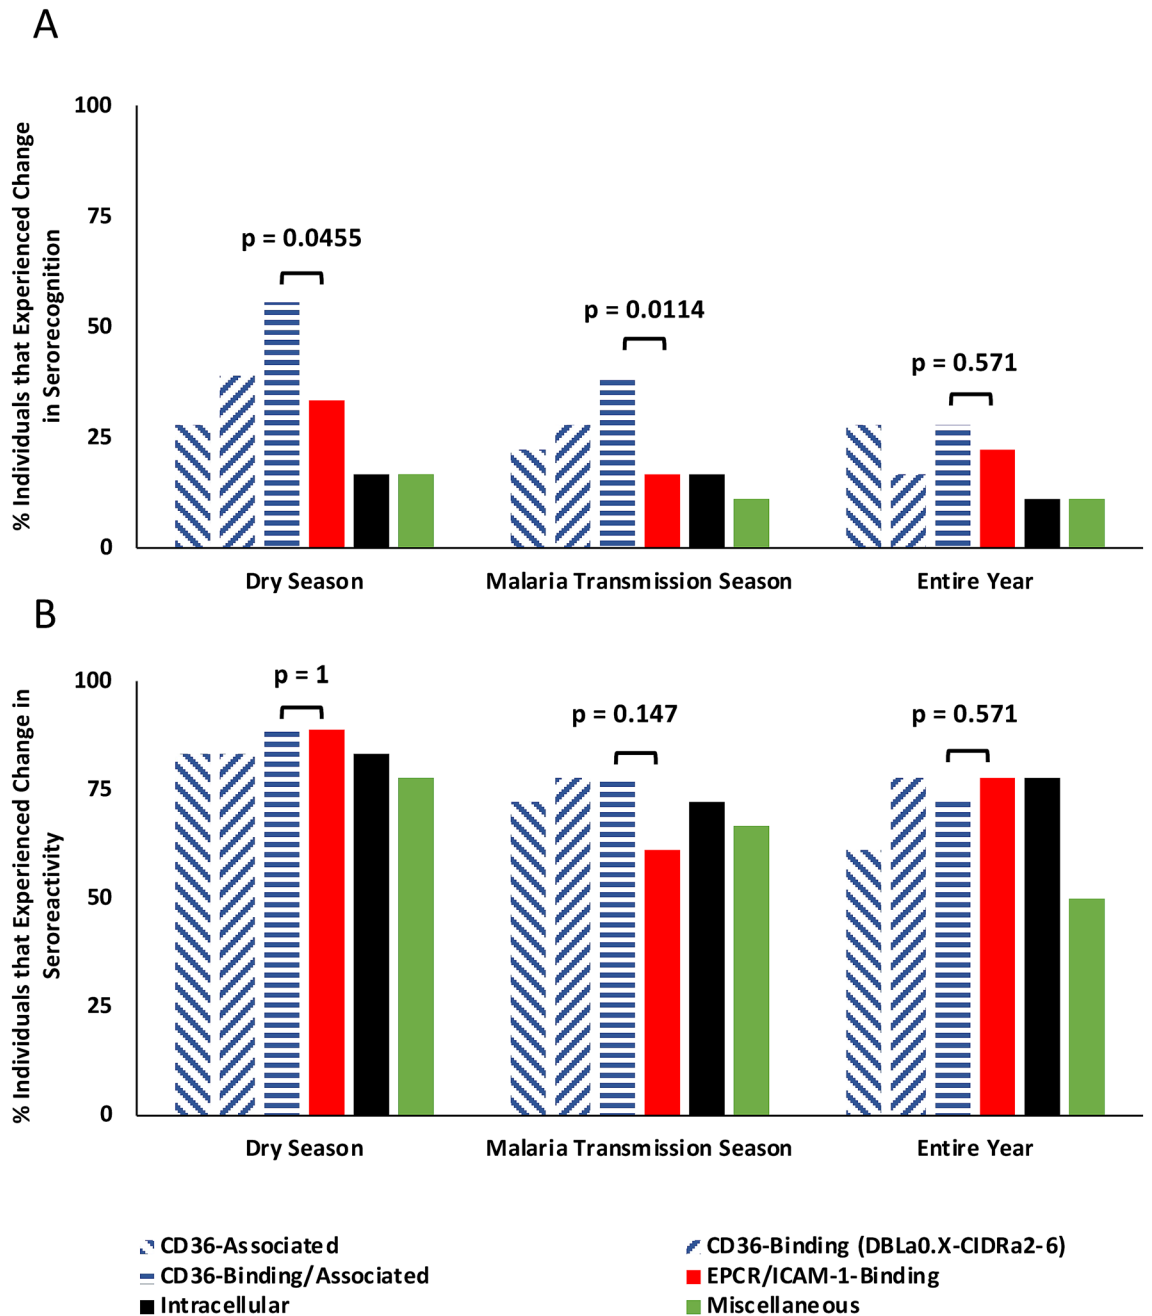 A
% Individuals that Experienced Change
in Serorecognition
100
75
50
25
0
p = 0.0455
p = 0.0114
p = 0.571
Dry Season
Malaria Transmission Season
Entire Year
B
% Individuals that Experienced Change in
Seroreactivity
100
75
50
25
0
p = 1
p = 0.147
p = 0.571
Dry Season
Malaria Transmission Season
Entire Year
CD36-Associated
CD36-Binding (DBLa0.X-CIDRa2-6)
CD36-Binding/Associated
EPCR/ICAM-1-Binding
Intracellular
Miscellaneous